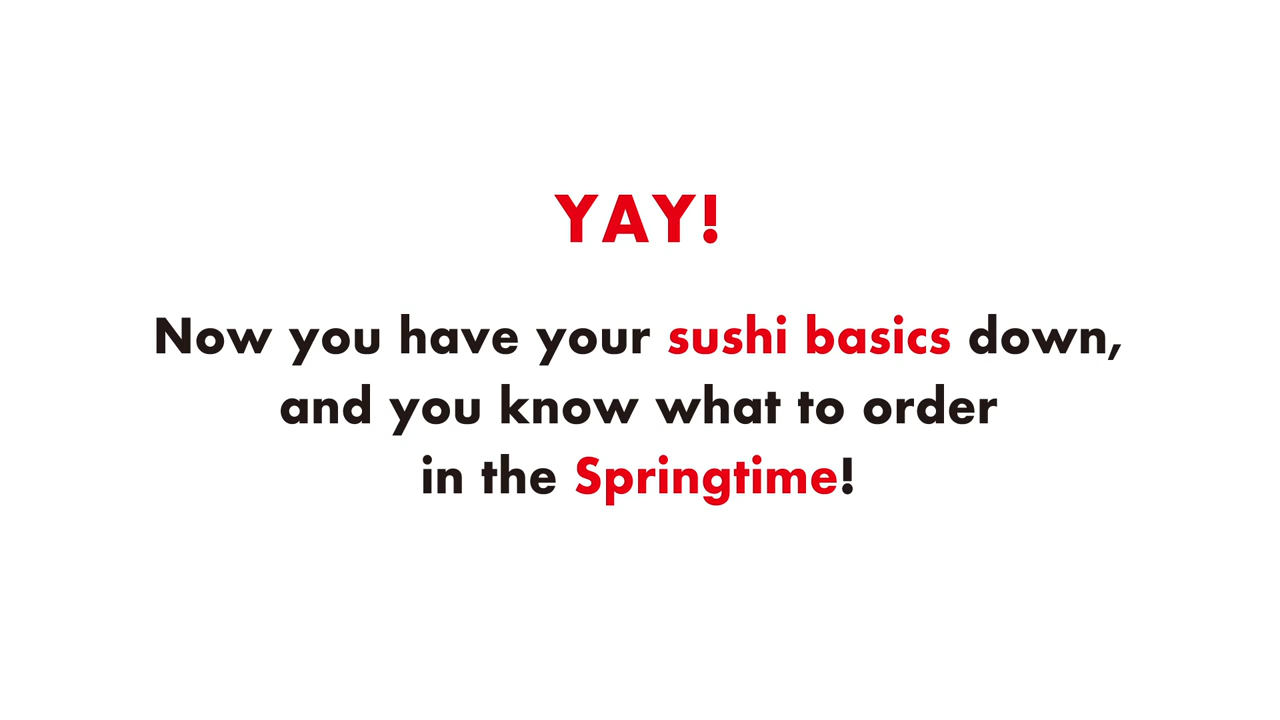 YAY!
Now you have your sushi basics down,
and you know what to order
in the Springtime!